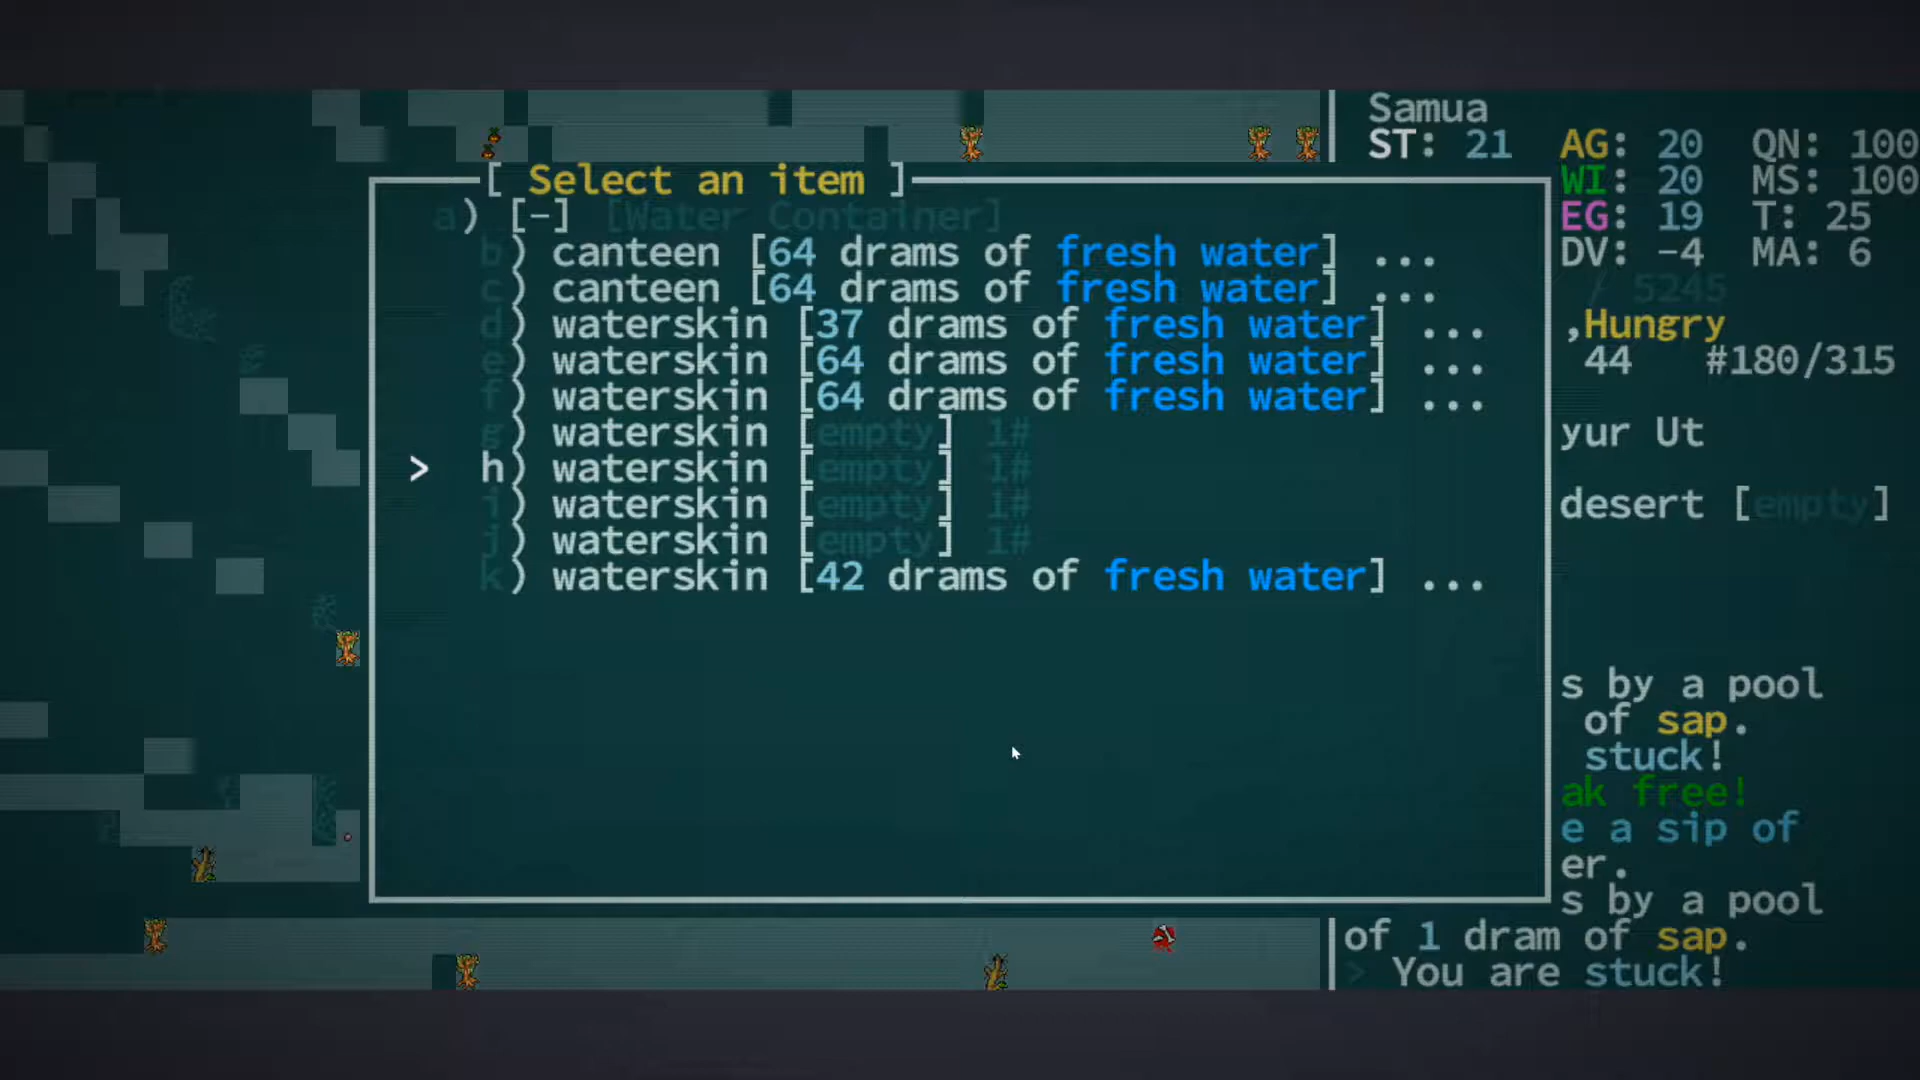 Samua
ST: 21 AG: 20 QN: 100
[ Select an item ] WI: 20 MS: 100
a) [-] [Water Container] EG: 19 T: 25
b) canteen [64 drams of fresh water] ... DV: -4 MA: 6
c) canteen [64 drams of fresh water] ... / 5245
d) waterskin [37 drams of fresh water] ... ,Hungry
e) waterskin [64 drams of fresh water] ... 44 #180/315
f) waterskin [64 drams of fresh water] ...
g) waterskin [empty] 1# yur Ut
> h) waterskin [empty] 1#
i) waterskin [empty] 1# desert [empty]
j) waterskin [empty] 1#
k) waterskin [42 drams of fresh water] ...
s by a pool
of sap.
stuck!
ak free!
e a sip of
er.
s by a pool
of 1 dram of sap.
> You are stuck!